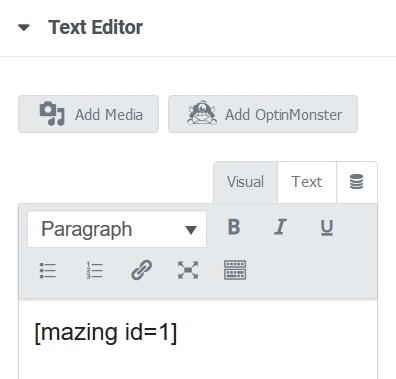 Text Editor
Add Media
Add OptinMonster
Visual
Text
Paragraph
B
I
U
[mazing id=1]